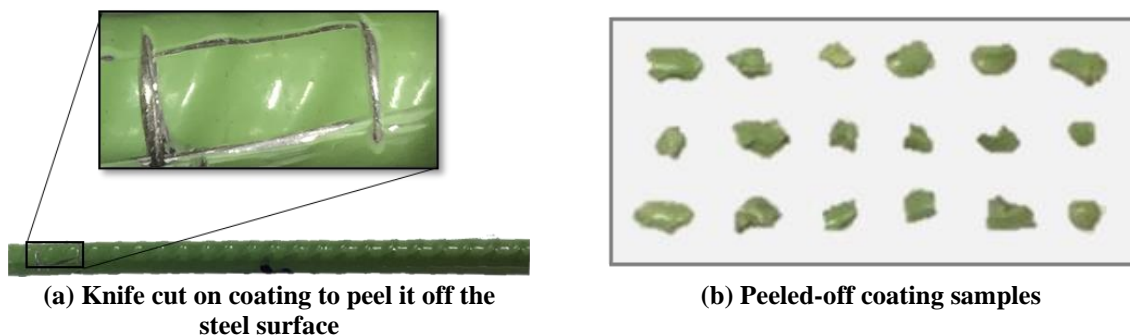 (a) Knife cut on coating to peel it off the
steel surface
(b) Peeled-off coating samples